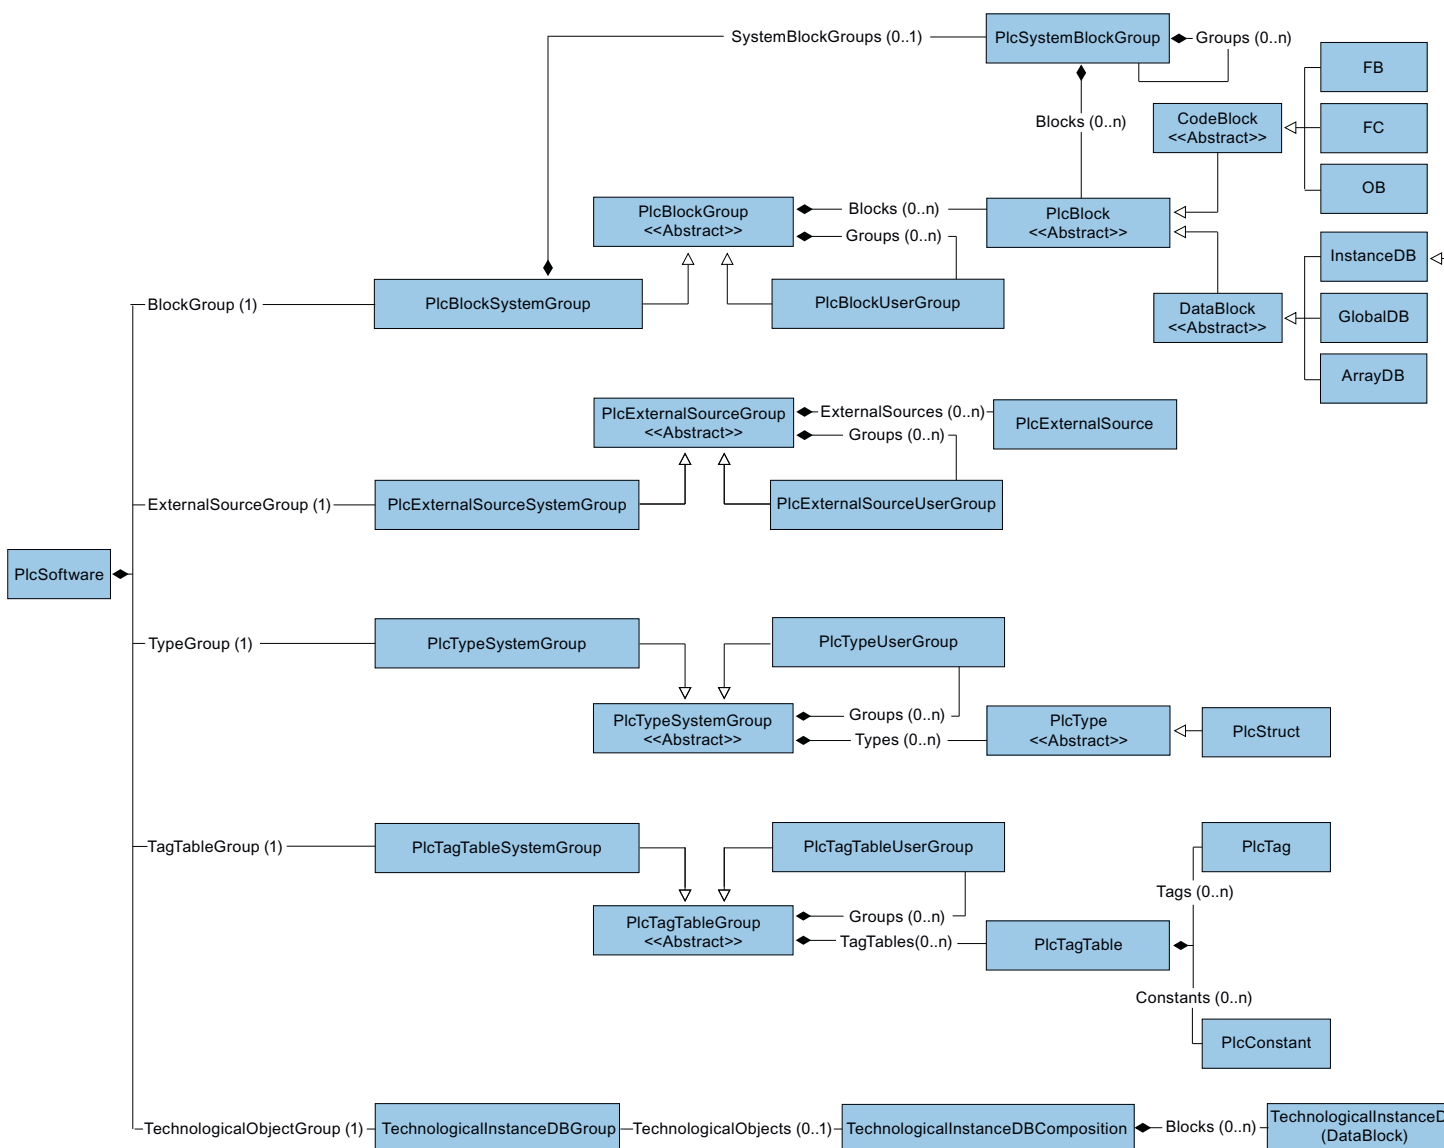 SystemBlockGroups (0..1)
PlcSystemBlockGroup
Groups (0..n)
FB
Blocks (0..n)
CodeBlock
<<Abstract>>
FC
OB
PlcBlockGroup
<<Abstract>>
Blocks (0..n)
Groups (0..n)
PlcBlock
<<Abstract>>
InstanceDB
BlockGroup (1)
PlcBlockSystemGroup
PlcBlockUserGroup
DataBlock
<<Abstract>>
GlobalDB
ArrayDB
PlcExternalSourceGroup
<<Abstract>>
ExternalSources (0..n)
Groups (0..n)
PlcExternalSource
ExternalSourceGroup (1)
PlcExternalSourceSystemGroup
PlcExternalSourceUserGroup
PlcSoftware
TypeGroup (1)
PlcTypeSystemGroup
PlcTypeUserGroup
PlcTypeSystemGroup
<<Abstract>>
Groups (0..n)
Types (0..n)
PlcType
<<Abstract>>
PlcStruct
TagTableGroup (1)
PlcTagTableSystemGroup
PlcTagTableUserGroup
PlcTag
Tags (0..n)
PlcTagTableGroup
<<Abstract>>
Groups (0..n)
TagTables(0..n)
PlcTagTable
Constants (0..n)
PlcConstant
TechnologicalObjectGroup (1)
TechnologicalInstanceDBGroup
TechnologicalObjects (0..1)
TechnologicalInstanceDBComposition
Blocks (0..n)
TechnologicalInstanceD
(DataBlock)